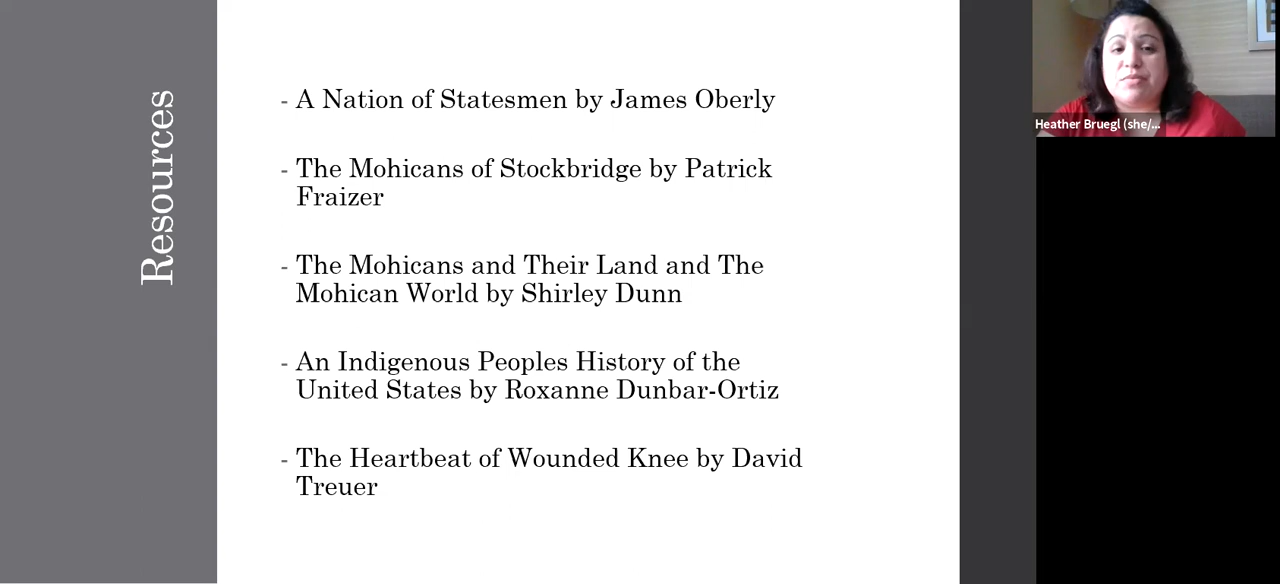 Resources
- A Nation of Statesmen by James Oberly
- The Mohicans of Stockbridge by Patrick
Fraizer
- The Mohicans and Their Land and The
Mohican World by Shirley Dunn
- An Indigenous Peoples History of the
United States by Roxanne Dunbar-Ortiz
- The Heartbeat of Wounded Knee by David
Treuer
Heather Bruegl (she/...